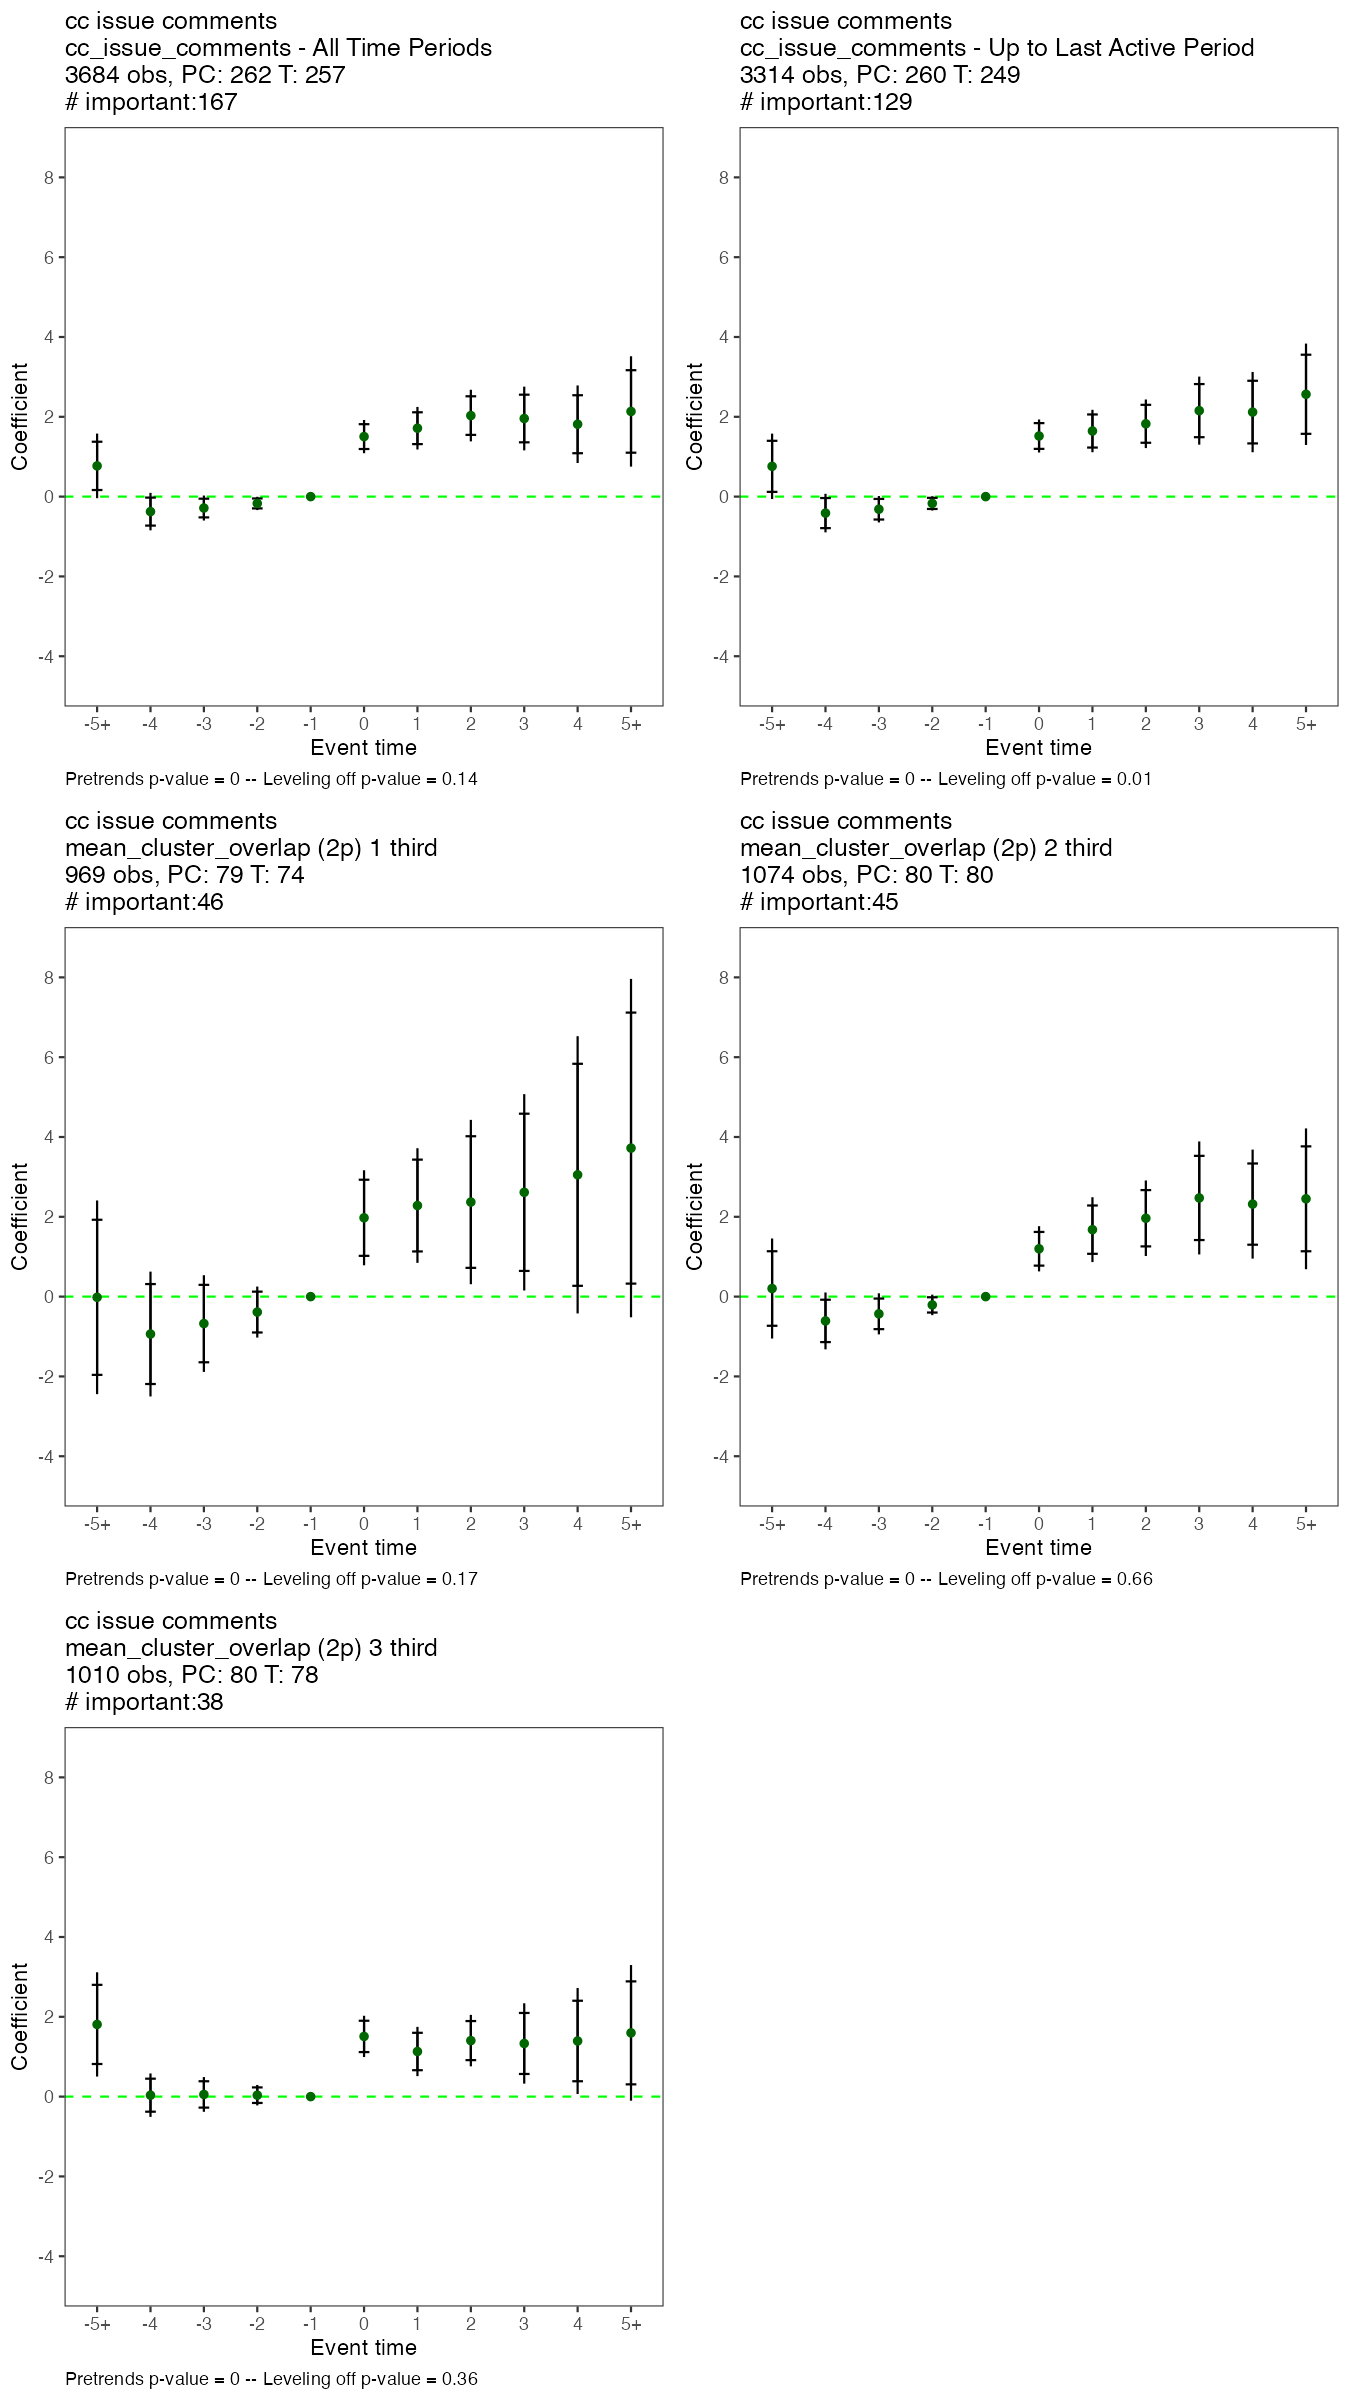 cc issue comments
cc_issue_comments - All Time Periods
3684 obs, PC: 262 T: 257
# important:167
8
6
4
2
0
-2
-4
Coefficient
-5+ -4 -3 -2 -1 0 1 2 3 4 5+
Event time
Pretrends p-value = 0 -- Leveling off p-value = 0.14
cc issue comments
cc_issue_comments - Up to Last Active Period
3314 obs, PC: 260 T: 249
# important:129
8
6
4
2
0
-2
-4
Coefficient
-5+ -4 -3 -2 -1 0 1 2 3 4 5+
Event time
Pretrends p-value = 0 -- Leveling off p-value = 0.01
cc issue comments
mean_cluster_overlap (2p) 1 third
969 obs, PC: 79 T: 74
# important:46
8
6
4
2
0
-2
-4
Coefficient
-5+ -4 -3 -2 -1 0 1 2 3 4 5+
Event time
Pretrends p-value = 0 -- Leveling off p-value = 0.17
cc issue comments
mean_cluster_overlap (2p) 2 third
1074 obs, PC: 80 T: 80
# important:45
8
6
4
2
0
-2
-4
Coefficient
-5+ -4 -3 -2 -1 0 1 2 3 4 5+
Event time
Pretrends p-value = 0 -- Leveling off p-value = 0.66
cc issue comments
mean_cluster_overlap (2p) 3 third
1010 obs, PC: 80 T: 78
# important:38
8
6
4
2
0
-2
-4
Coefficient
-5+ -4 -3 -2 -1 0 1 2 3 4 5+
Event time
Pretrends p-value = 0 -- Leveling off p-value = 0.36